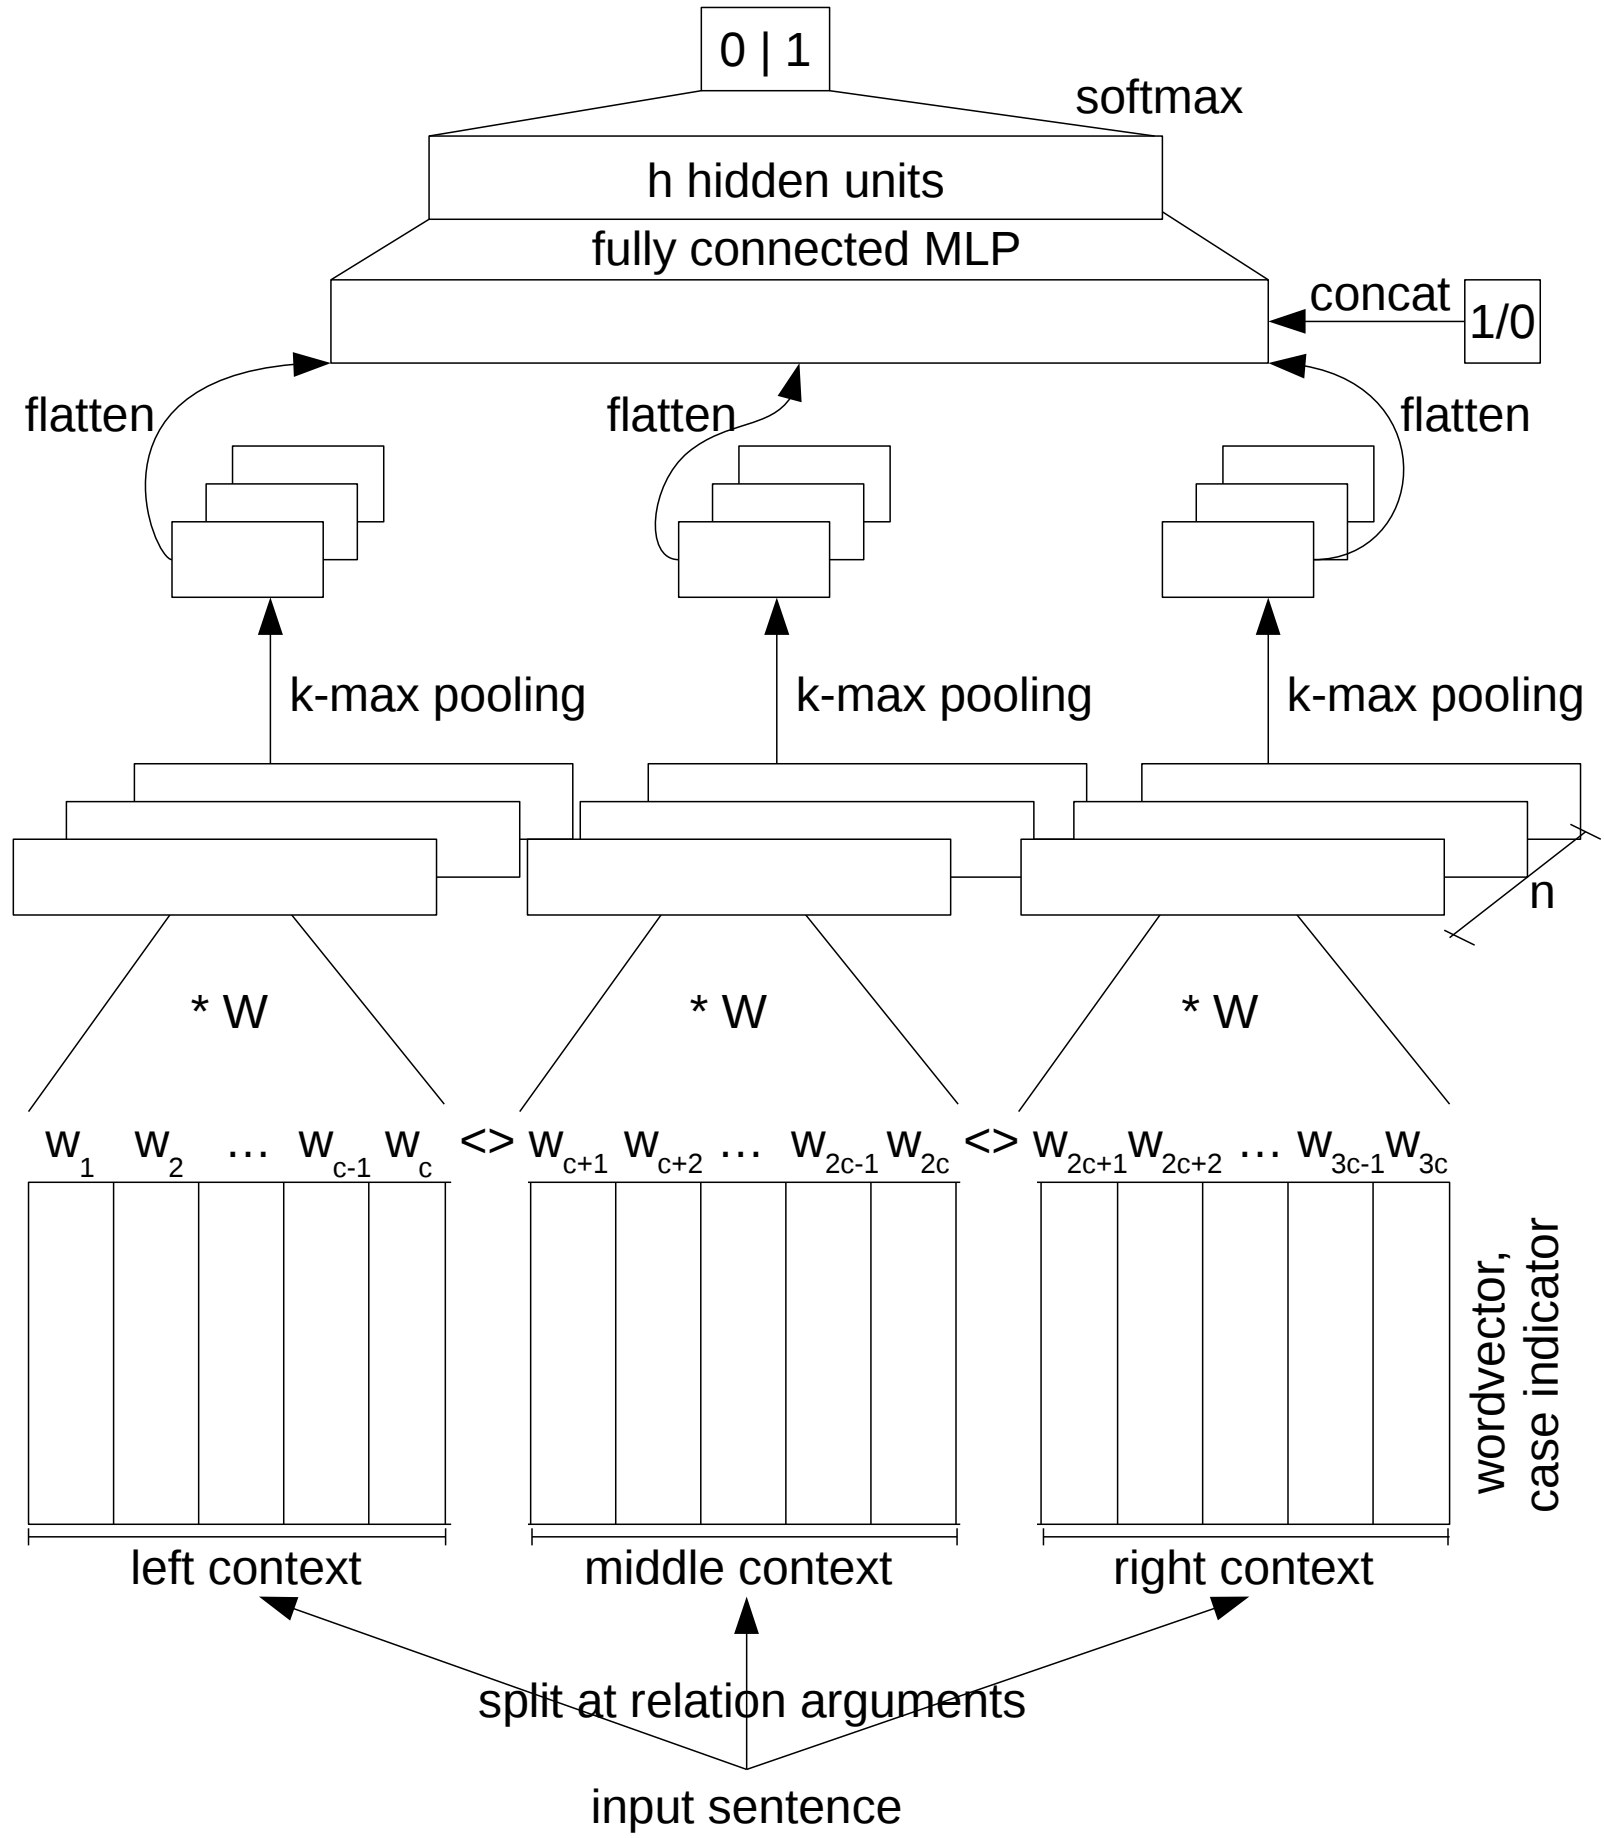 0 | 1
softmax
h hidden units
fully connected MLP
concat
1/0
flatten
flatten
flatten
k-max pooling
k-max pooling
k-max pooling
n
* W
* W
* W
w1 w2 ... wc-1 wc <> wc+1 wc+2 ... w2c-1 w2c <> w2c+1 w2c+2 ... w3c-1 w3c
wordvector,
case indicator
left context
middle context
right context
split at relation arguments
input sentence